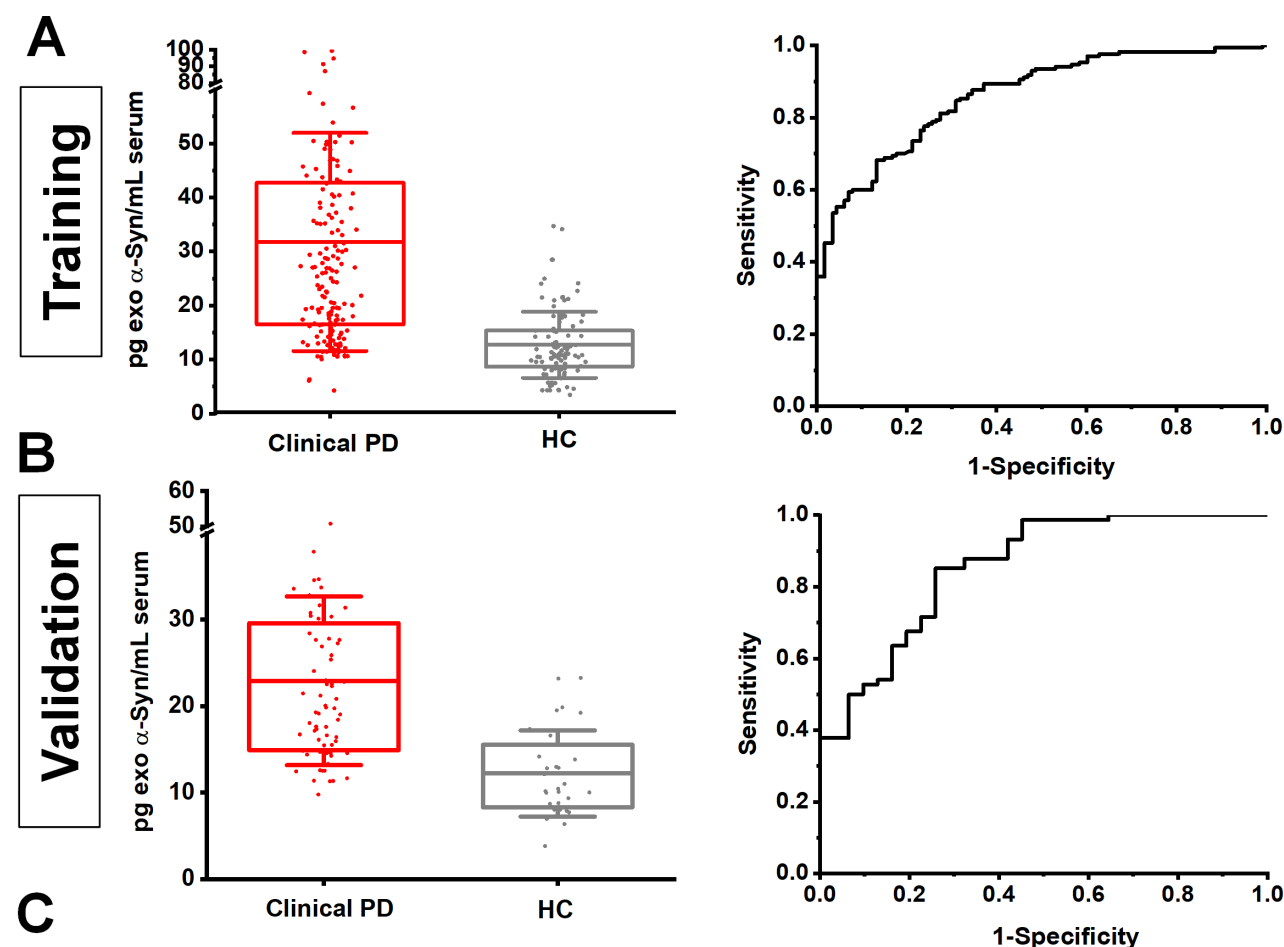 A
Training
pg exo α-Syn/mL serum
100
90
80
50
40
30
20
10
0
Clinical PD
HC
Sensitivity
1.0
0.8
0.6
0.4
0.2
0.0
0.0 0.2 0.4 0.6 0.8 1.0
1-Specificity
B
Validation
pg exo α-Syn/mL serum
60
50
30
20
10
0
Clinical PD
HC
Sensitivity
1.0
0.8
0.6
0.4
0.2
0.0
0.0 0.2 0.4 0.6 0.8 1.0
1-Specificity
C